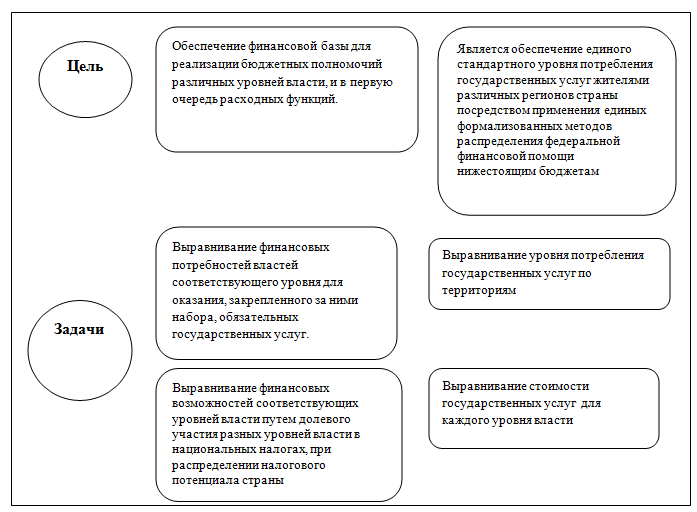 Цель
Обеспечение финансовой базы для
реализации бюджетных полномочий
различных уровней власти, и в первую
очередь расходных функций.
Является обеспечение единого
стандартного уровня потребления
государственных услуг жителями
различных регионов страны
посредством применения единых
формализованных методов
распределения федеральной
финансовой помощи
нижестоящим бюджетам
Задачи
Выравнивание финансовых
потребностей властей
соответствующего уровня для
оказания, закрепленного за ними
набора, обязательных
государственных услуг.
Выравнивание уровня потребления
государственных услуг по
территориям
Выравнивание финансовых
возможностей соответствующих
уровней власти путем долевого
участия разных уровней власти в
национальных налогах, при
распределении налогового
потенциала страны
Выравнивание стоимости
государственных услуг для
каждого уровня власти